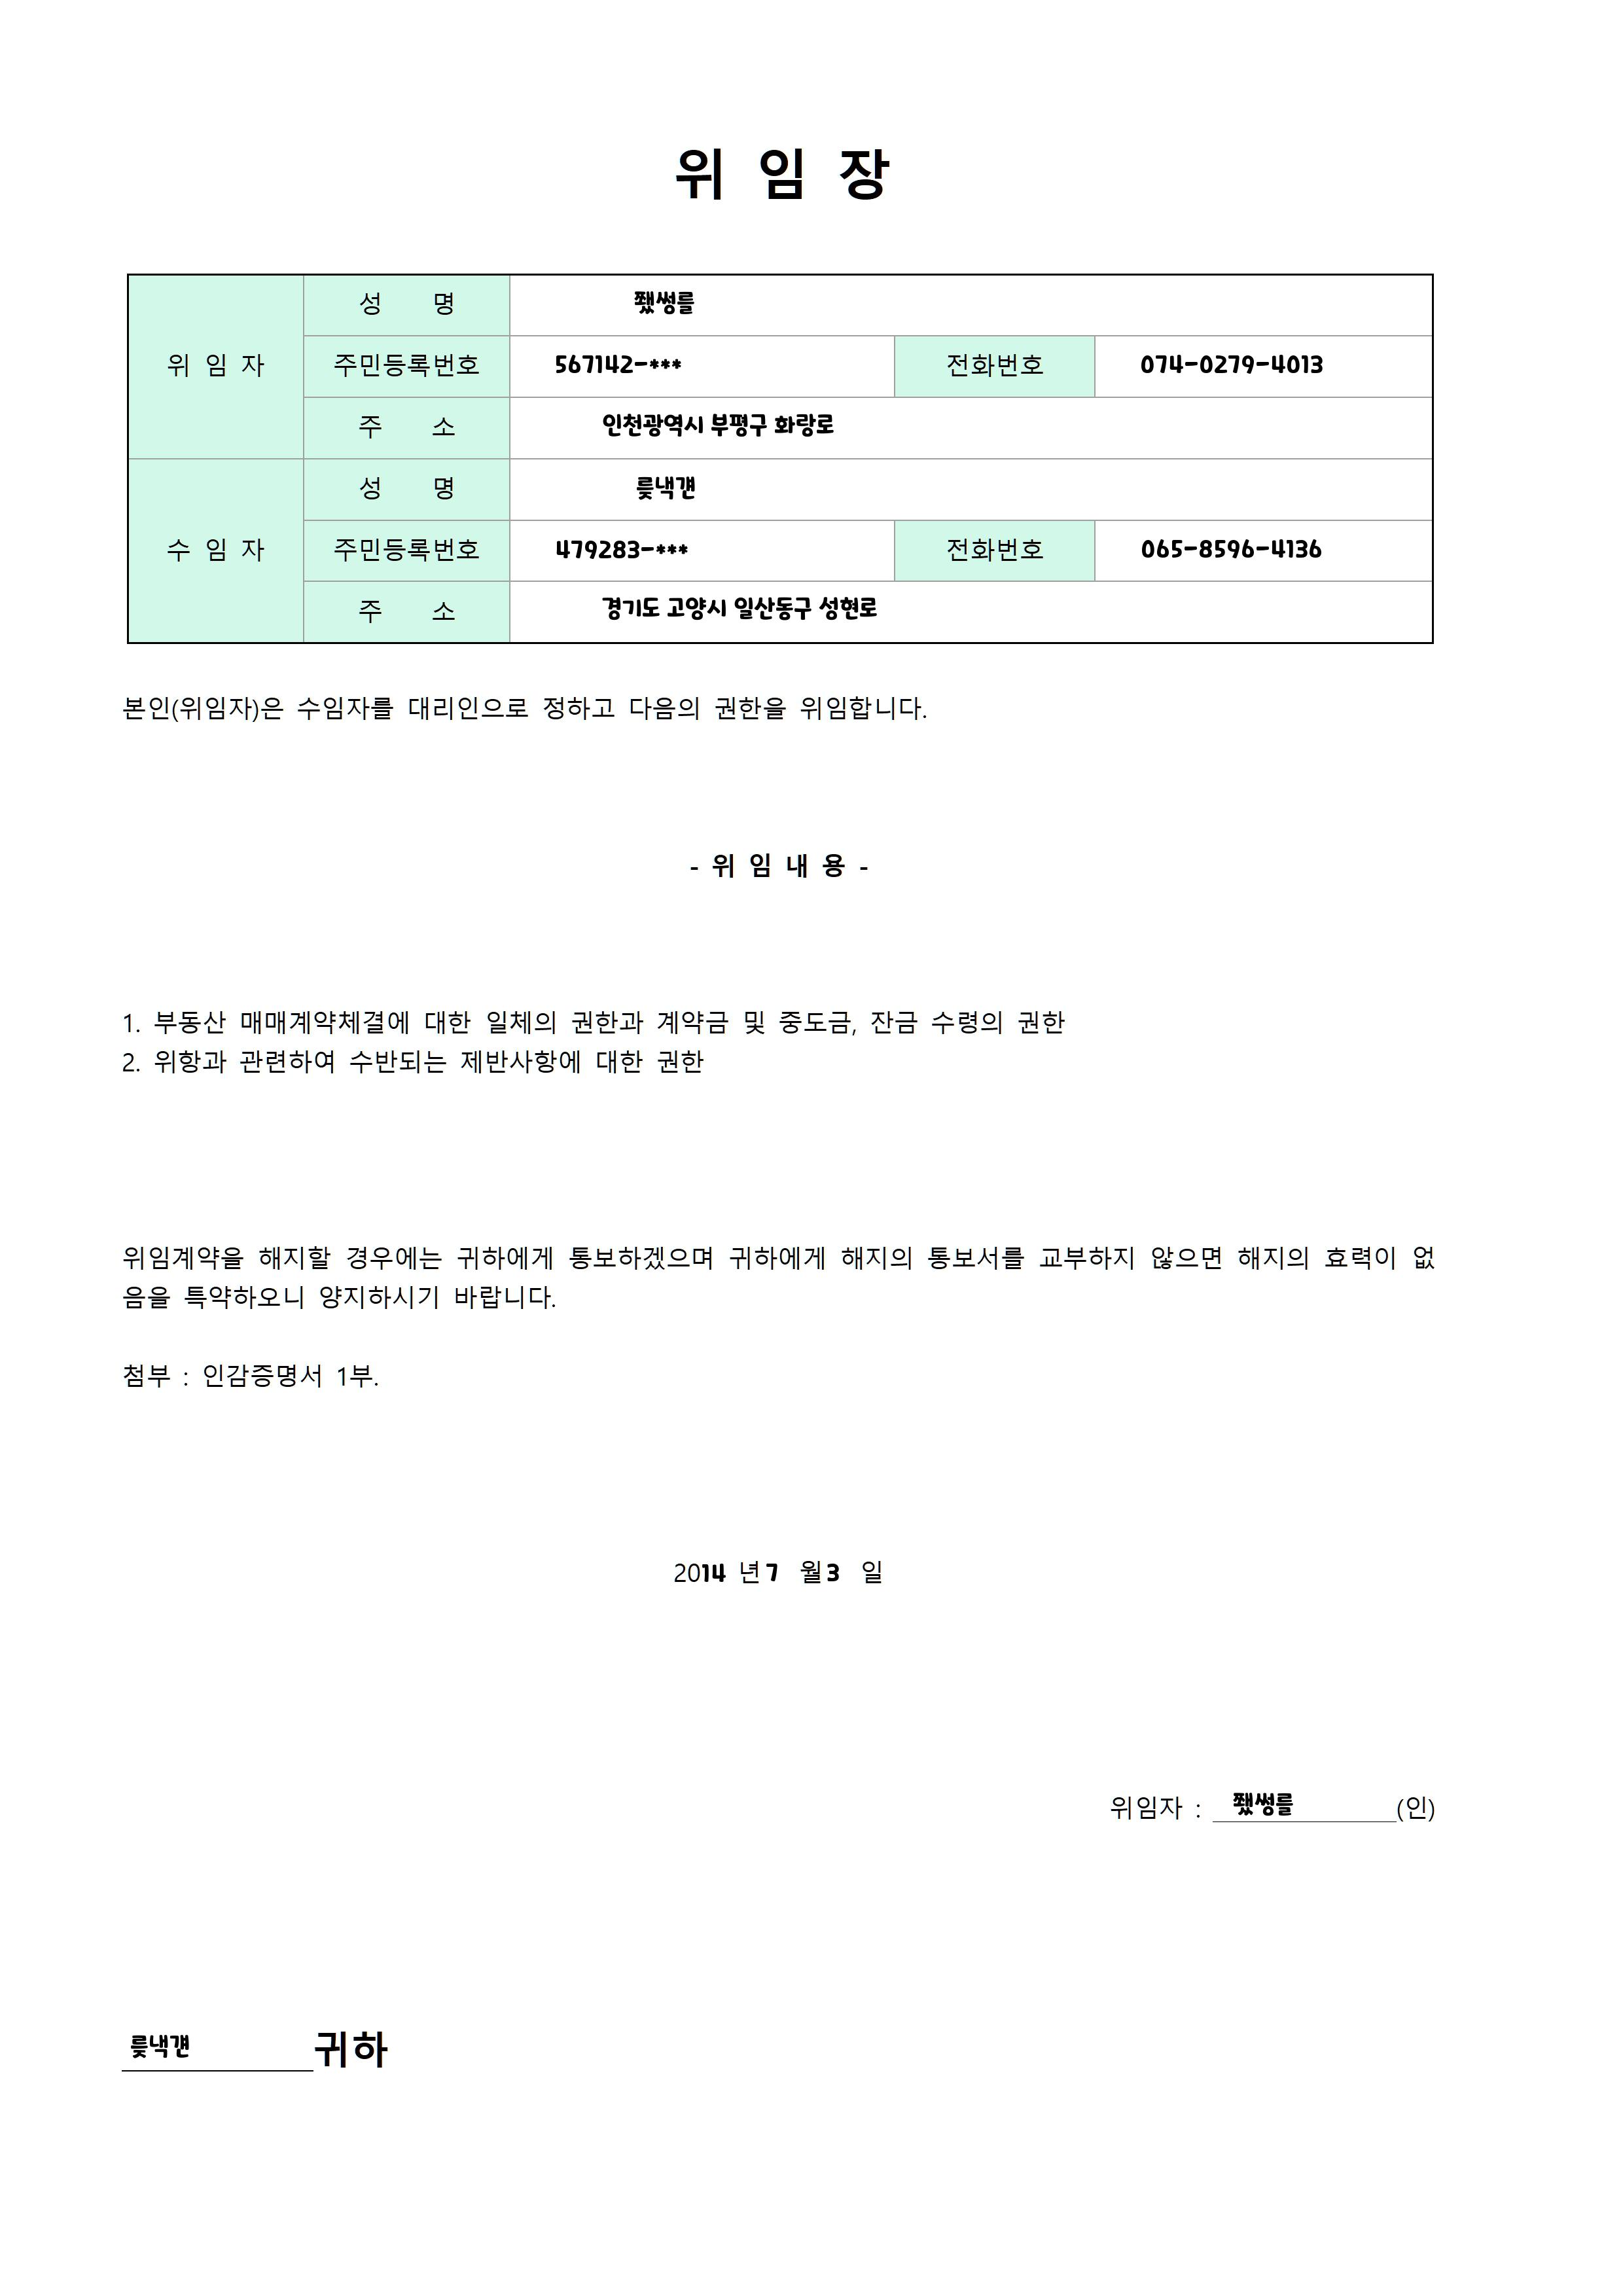 위 임 장
위 임 자
성 명 쨌썽를
주민등록번호 567142-*** 전화번호 074-0279-4013
주 소 인천광역시 부평구 화랑로
수 임 자
성 명
주민등록번호 479283-*** 전화번호 065-8596-4136
주 소 경기도 고양시 일산동구 성현로
본인(위임자)은 수임자를 대리인으로 정하고 다음의 권한을 위임합니다.
- 위 임 내 용 -
1. 부동산 매매계약체결에 대한 일체의 권한과 계약금 및 중도금, 잔금 수령의 권한
2. 위항과 관련하여 수반되는 제반사항에 대한 권한
위임계약을 해지할 경우에는 귀하에게 통보하겠으며 귀하에게 해지의 통보서를 교부하지 않으면 해지의 효력이 없
음을 특약하오니 양지하시기 바랍니다.
첨부 : 인감증명서 1부.
2014 년 7 월 3 일
위임자 : 쨌썽를 (인)
귀하